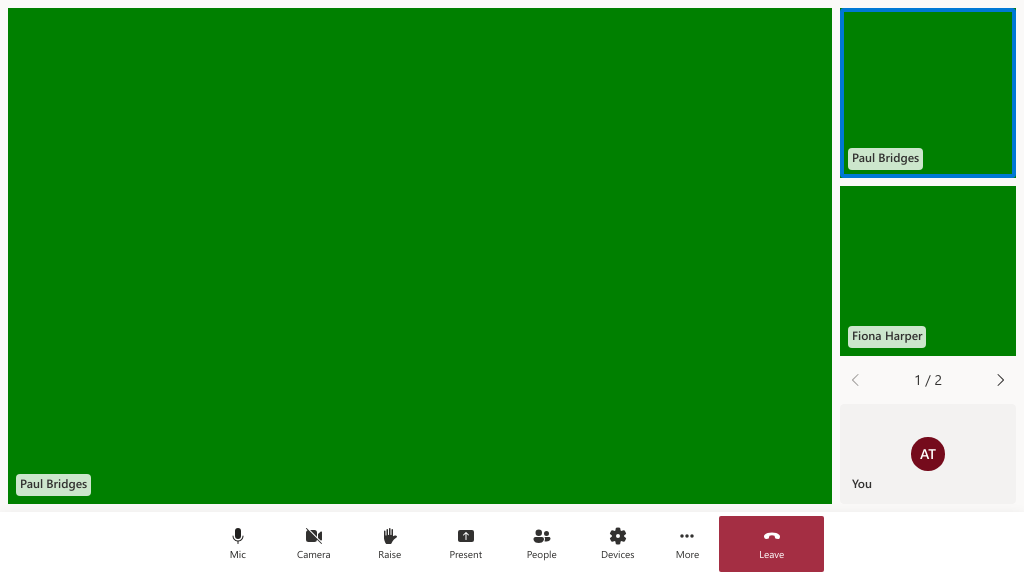 Paul Bridges
Paul Bridges
Fiona Harper
1 / 2
AT
You
Mic
Camera
Raise
Present
People
Devices
More
Leave